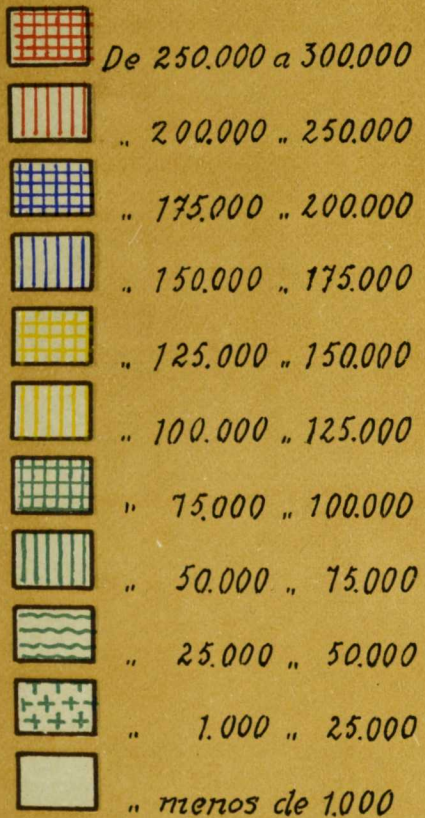 De 250.000 a 300.000
„ 200.000 „ 250.000
„ 175.000 „ 200.000
„ 150.000 „ 175.000
„ 125.000 „ 150.000
„ 100.000 „ 125.000
„ 75.000 „ 100.000
„ 50.000 „ 75.000
„ 25.000 „ 50.000
„ 1.000 „ 25.000
„ menos de 1.000